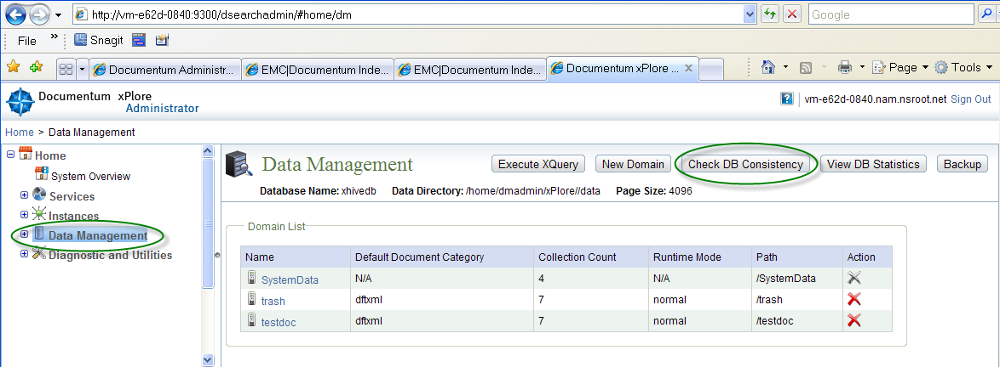 http://vm-e62d-0840:9300/dsearchadmin/#home/dm
Google
File » Snagit
Documentum Administr... EMC|Documentum Inde... EMC|Documentum Inde... Documentum xPlore ... Page Tools
Documentum xPlore
Administrator
vm-e62d-0840.nam.nsroot.net Sign Out
Home > Data Management
Home
System Overview
Services
Instances
Data Management
Diagnostic and Utilities
Data Management Execute XQuery New Domain Check DB Consistency View DB Statistics Backup
Database Name: xhivedb Data Directory: /home/dmadmin/xPlore//data Page Size: 4096
Domain List
Name Default Document Category Collection Count Runtime Mode Path Action
SystemData N/A 4 N/A /SystemData
trash dftxml 7 normal /trash
testdoc dftxml 7 normal /testdoc